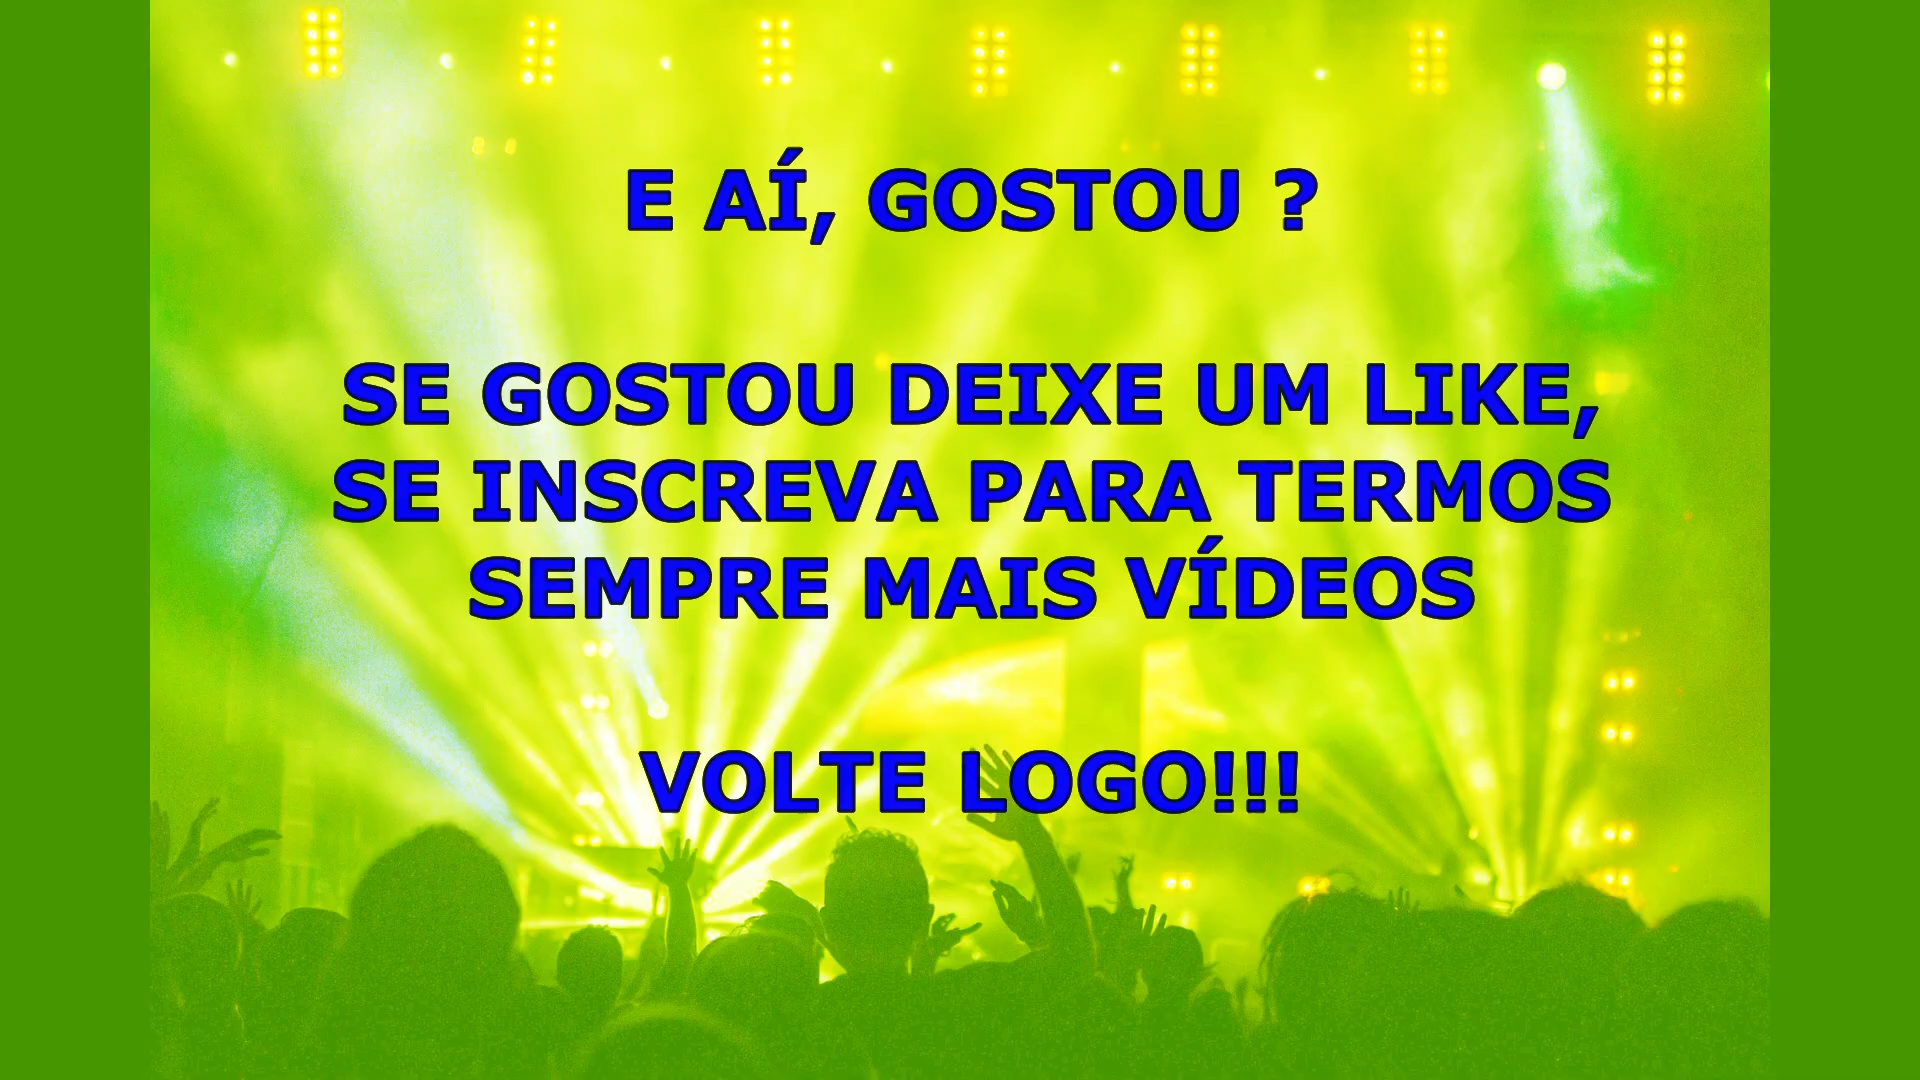 E AÍ, GOSTOU ?
SE GOSTOU DEIXE UM LIKE,
SE INSCREVA PARA TERMOS
SEMPRE MAIS VÍDEOS
VOLTE LOGO!!!